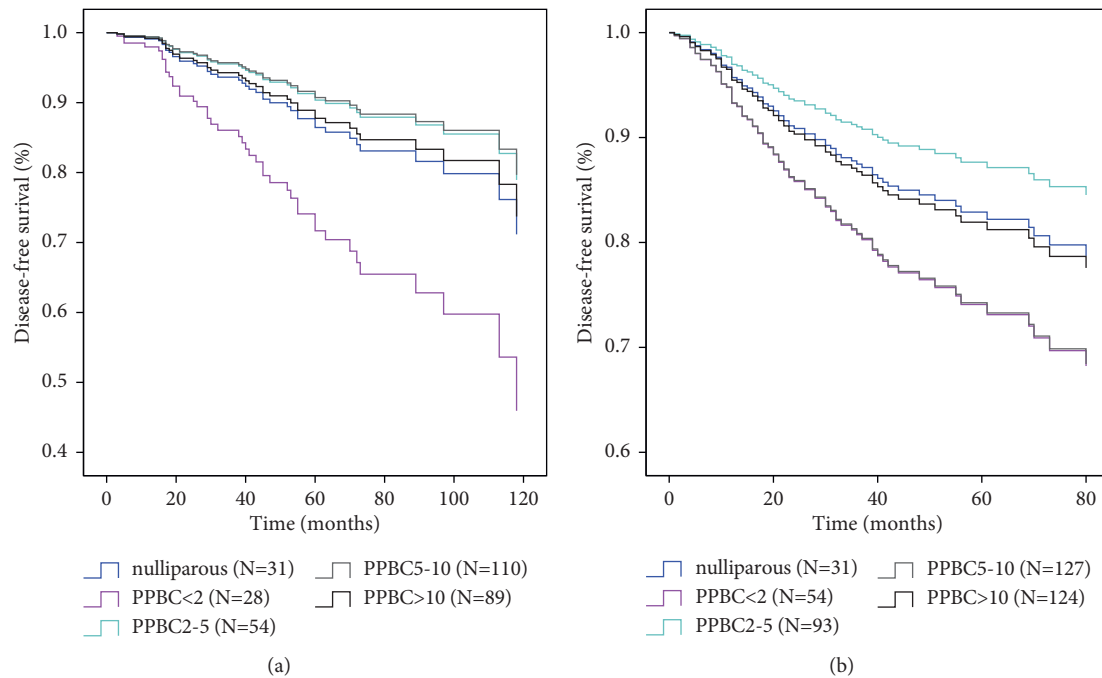 1.0
0.9
0.8
0.7
0.6
0.5
0.4
Disease-free surival (%)
0 20 40 60 80 100 120
Time (months)
nulliparous (N=31)
PPBC<2 (N=28)
PPBC2-5 (N=54)
PPBC5-10 (N=110)
PPBC>10 (N=89)
(a)
1.0
0.9
0.8
0.7
0.6
Disease-free surival (%)
0 20 40 60 80
Time (months)
nulliparous (N=31)
PPBC<2 (N=54)
PPBC2-5 (N=93)
PPBC5-10 (N=127)
PPBC>10 (N=124)
(b)